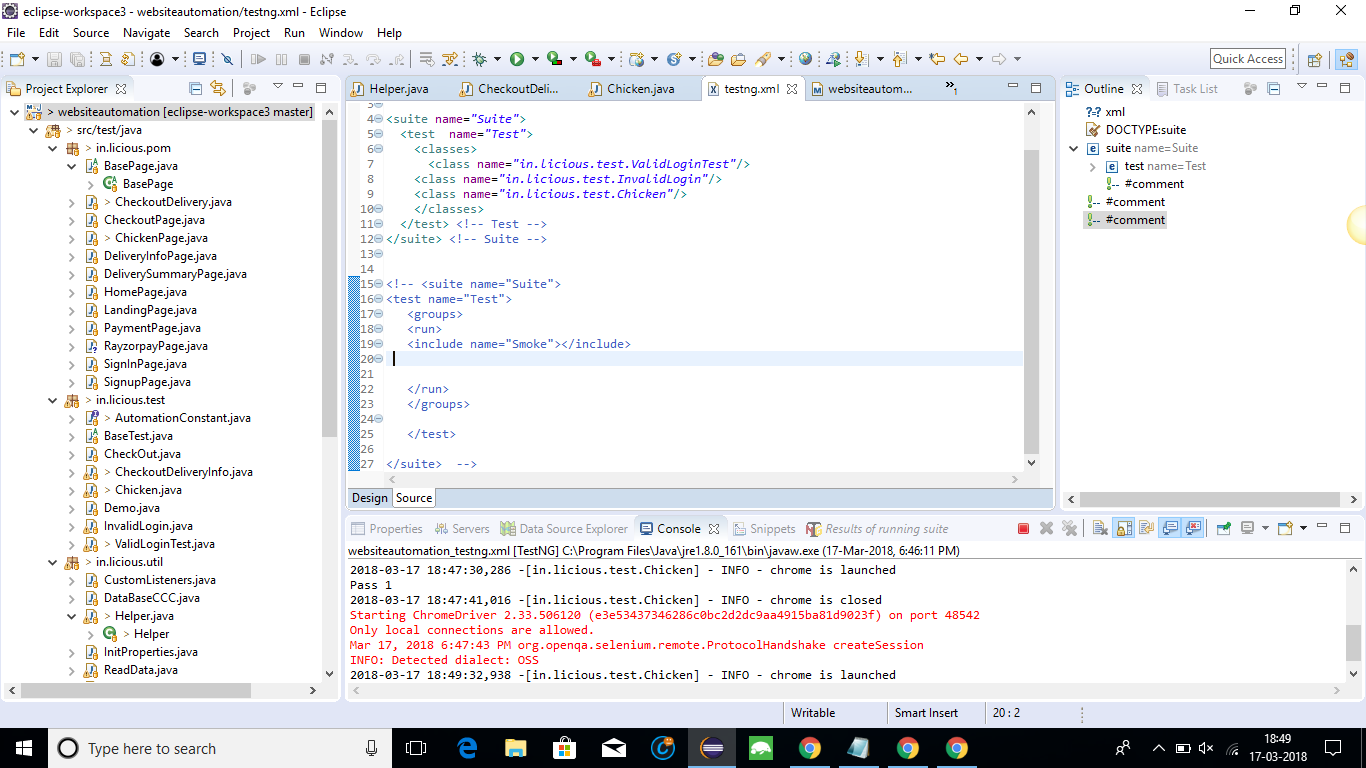 eclipse-workspace3 - websiteautomation/testng.xml - Eclipse
File Edit Source Navigate Search Project Run Window Help
Quick Access
Project Explorer
> websiteautomation [eclipse-workspace3 master]
> src/test/java
> in.licious.pom
BasePage.java
BasePage
> CheckoutDelivery.java
CheckoutPage.java
> ChickenPage.java
DeliveryInfoPage.java
DeliverySummaryPage.java
HomePage.java
LandingPage.java
PaymentPage.java
RayzorpayPage.java
SignInPage.java
SignupPage.java
> in.licious.test
> AutomationConstant.java
BaseTest.java
CheckOut.java
> CheckoutDeliveryInfo.java
> Chicken.java
Demo.java
InvalidLogin.java
> ValidLoginTest.java
> in.licious.util
CustomListeners.java
DataBaseCCC.java
> Helper.java
> Helper
InitProperties.java
ReadData.java
Helper.java CheckoutDeli... Chicken.java testng.xml websiteautom... »1
3
4 <suite name="Suite">
5 <test  name="Test">
6 <classes>
7 <class name="in.licious.test.ValidLoginTest"/>
8 <class name="in.licious.test.InvalidLogin"/>
9 <class name="in.licious.test.Chicken"/>
10 </classes>
11 </test> <!-- Test -->
12 </suite> <!-- Suite -->
13
14
15 <!-- <suite name="Suite">
16 <test name="Test">
17 <groups>
18 <run>
19 <include name="Smoke"></include>
20
21
22 </run>
23 </groups>
24
25 </test>
26
27 </suite>  -->
Design Source
Outline Task List
?-? xml
DOCTYPE:suite
suite name=Suite
test name=Test
#comment
#comment
#comment
Properties Servers Data Source Explorer Console Snippets Results of running suite
websiteautomation_testng.xml [TestNG] C:\Program Files\Java\jre1.8.0_161\bin\javaw.exe (17-Mar-2018, 6:46:11 PM)
2018-03-17 18:47:30,286 -[in.licious.test.Chicken] - INFO - chrome is launched
Pass 1
2018-03-17 18:47:41,016 -[in.licious.test.Chicken] - INFO - chrome is closed
Starting ChromeDriver 2.33.506120 (e3e53437346286c0bc2d2dc9aa4915ba81d9023f) on port 48542
Only local connections are allowed.
Mar 17, 2018 6:47:43 PM org.openqa.selenium.remote.ProtocolHandshake createSession
INFO: Detected dialect: OSS
2018-03-17 18:49:32,938 -[in.licious.test.Chicken] - INFO - chrome is launched
Writable Smart Insert 20 : 2
Type here to search
18:49
17-03-2018